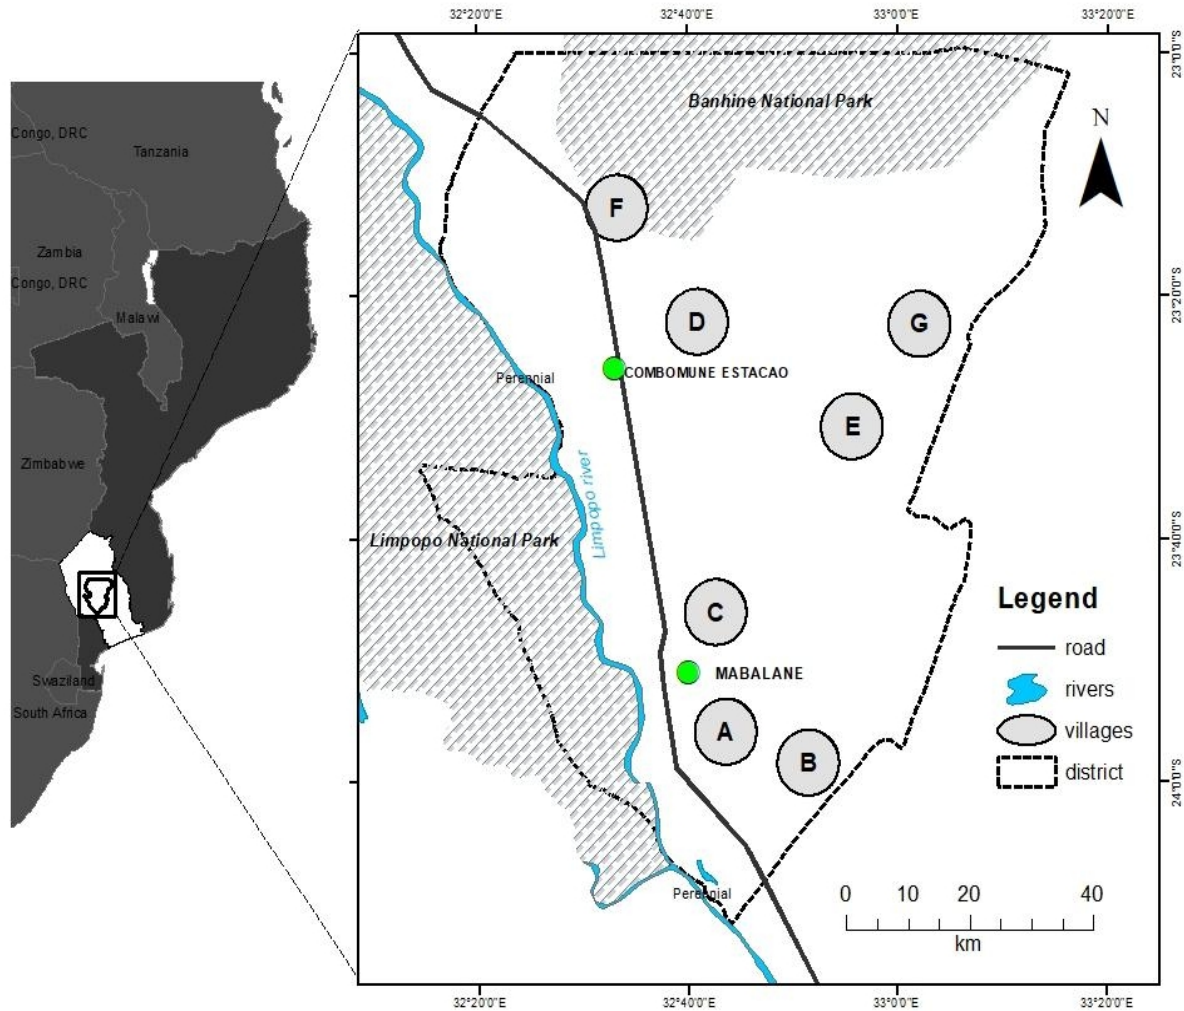 32°20'0"E
32°40'0"E
33°0'0"E
33°20'0"E
Congo, DRC
Tanzania
Zambia
Congo, DRC
Malawi
Zimbabwe
Swaziland
South Africa
Banhine National Park
N
23°0'0"S
F
D
G
23°20'0"S
COMBOMUNE ESTACAO
Perennial
E
Limpopo river
Limpopo National Park
23°40'0"S
C
MABALANE
A
B
Legend
road
rivers
villages
district
24°0'0"S
Perennial
0 10 20 40
km
32°20'0"E
32°40'0"E
33°0'0"E
33°20'0"E